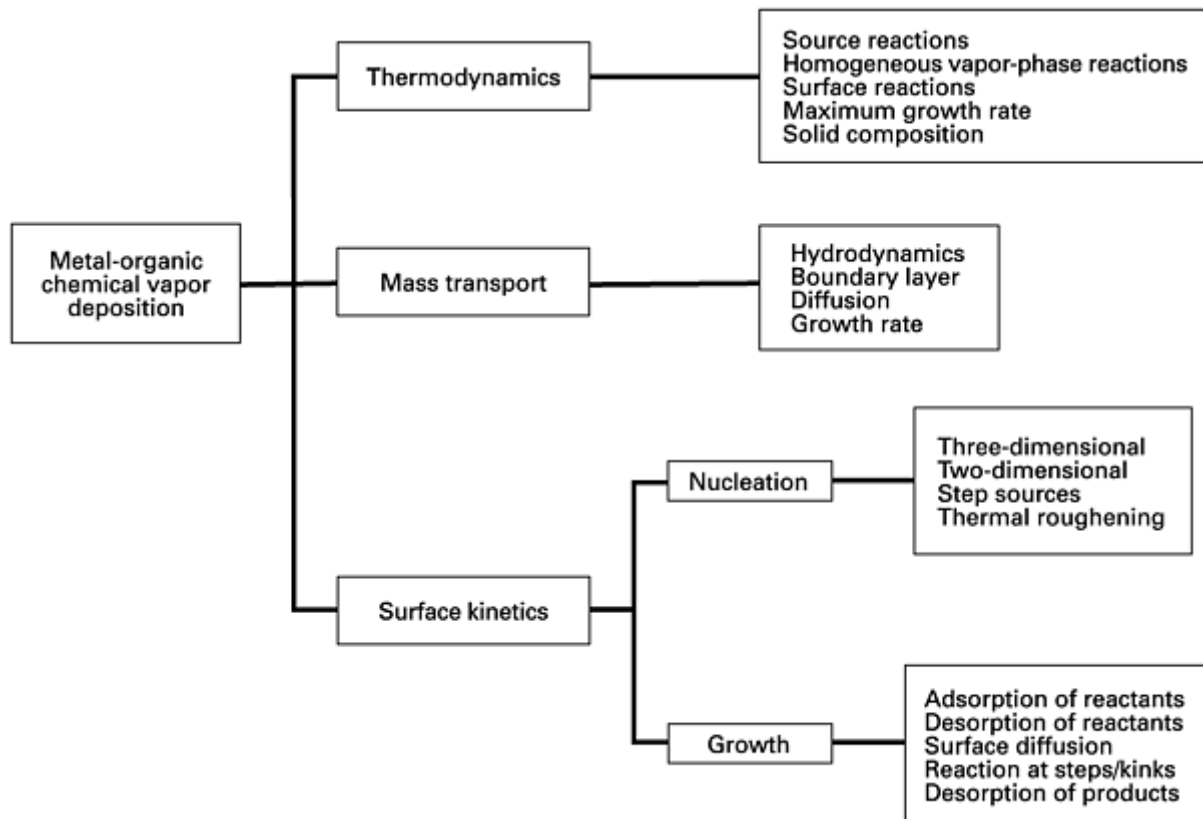 Metal-organic
chemical vapor
deposition
Thermodynamics
Source reactions
Homogeneous vapor-phase reactions
Surface reactions
Maximum growth rate
Solid composition
Mass transport
Hydrodynamics
Boundary layer
Diffusion
Growth rate
Surface kinetics
Nucleation
Three-dimensional
Two-dimensional
Step sources
Thermal roughening
Growth
Adsorption of reactants
Desorption of reactants
Surface diffusion
Reaction at steps/kinks
Desorption of products